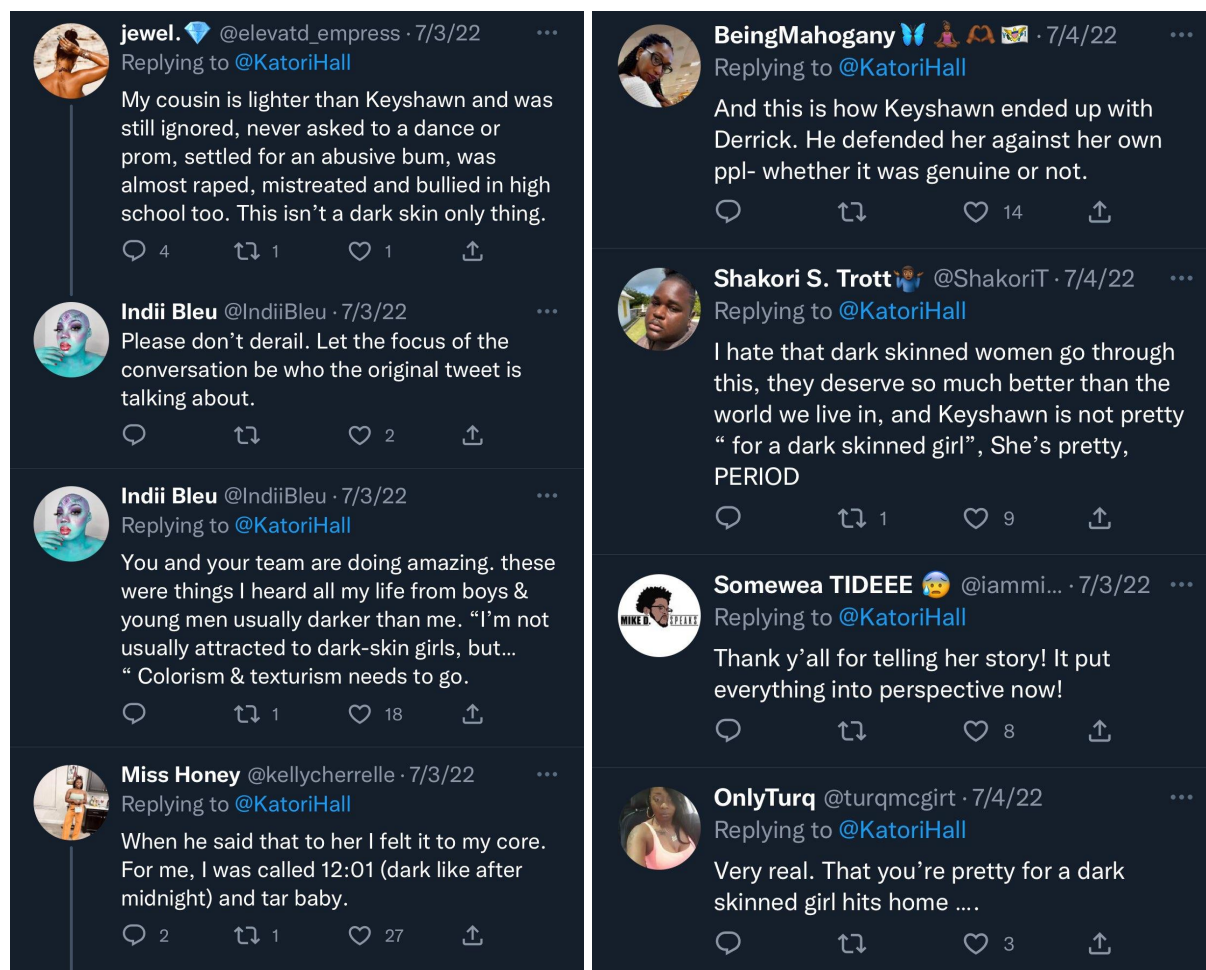 jewel.💎 @elevatd_empress · 7/3/22
Replying to @KatoriHall
My cousin is lighter than Keyshawn and was
still ignored, never asked to a dance or
prom, settled for an abusive bum, was
almost raped, mistreated and bullied in high
school too. This isn’t a dark skin only thing.
4 1 1
Indii Bleu @IndiiBleu · 7/3/22
Please don’t derail. Let the focus of the
conversation be who the original tweet is
talking about.
2
Indii Bleu @IndiiBleu · 7/3/22
Replying to @KatoriHall
You and your team are doing amazing. these
were things I heard all my life from boys &
young men usually darker than me. “I’m not
usually attracted to dark-skin girls, but...
“ Colorism & texturism needs to go.
1 18
Miss Honey @kellycherrelle · 7/3/22
Replying to @KatoriHall
When he said that to her I felt it to my core.
For me, I was called 12:01 (dark like after
midnight) and tar baby.
2 1 27
BeingMahogany 🦋🧘🏾‍♀️🫶🏾🇻🇮 · 7/4/22
Replying to @KatoriHall
And this is how Keyshawn ended up with
Derrick. He defended her against her own
ppl- whether it was genuine or not.
14
Shakori S. Trott🤷🏾‍♂️ @ShakoriT · 7/4/22
Replying to @KatoriHall
I hate that dark skinned women go through
this, they deserve so much better than the
world we live in, and Keyshawn is not pretty
“ for a dark skinned girl”, She’s pretty,
PERIOD
1 9
Somewea TIDEEE 😰 @iammi... · 7/3/22
MIKE D. SPEAKS
Replying to @KatoriHall
Thank y’all for telling her story! It put
everything into perspective now!
8
OnlyTurq @turqmcgirt · 7/4/22
Replying to @KatoriHall
Very real. That you’re pretty for a dark
skinned girl hits home ....
3